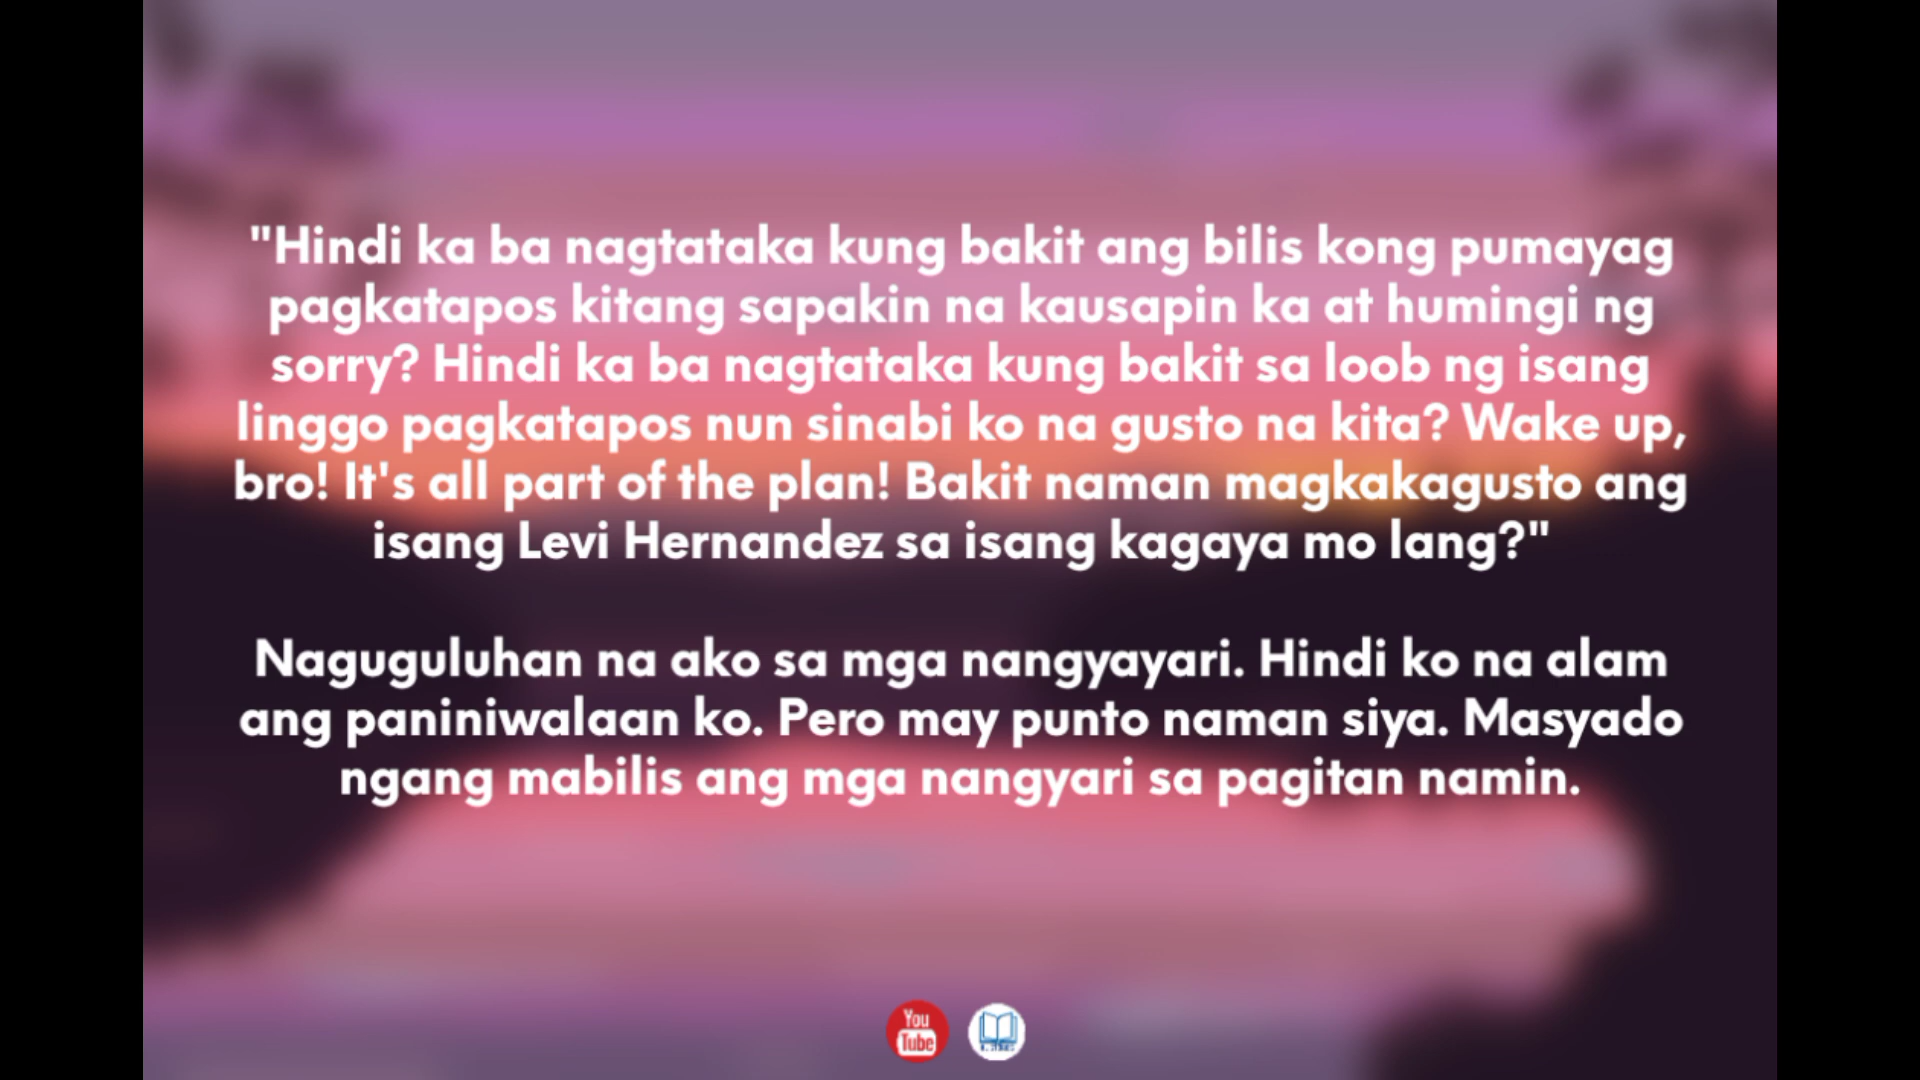 "Hindi ka ba nagtataka kung bakit ang bilis kong pumayag
pagkatapos kitang sapakin na kausapin ka at humingi ng
sorry? Hindi ka ba nagtataka kung bakit sa loob ng isang
linggo pagkatapos nun sinabi ko na gusto na kita? Wake up,
bro! It's all part of the plan! Bakit naman magkakagusto ang
isang Levi Hernandez sa isang kagaya mo lang?"
Naguguluhan na ako sa mga nangyayari. Hindi ko na alam
ang paniniwalaan ko. Pero may punto naman siya. Masyado
ngang mabilis ang mga nangyari sa pagitan namin.
You
Tube